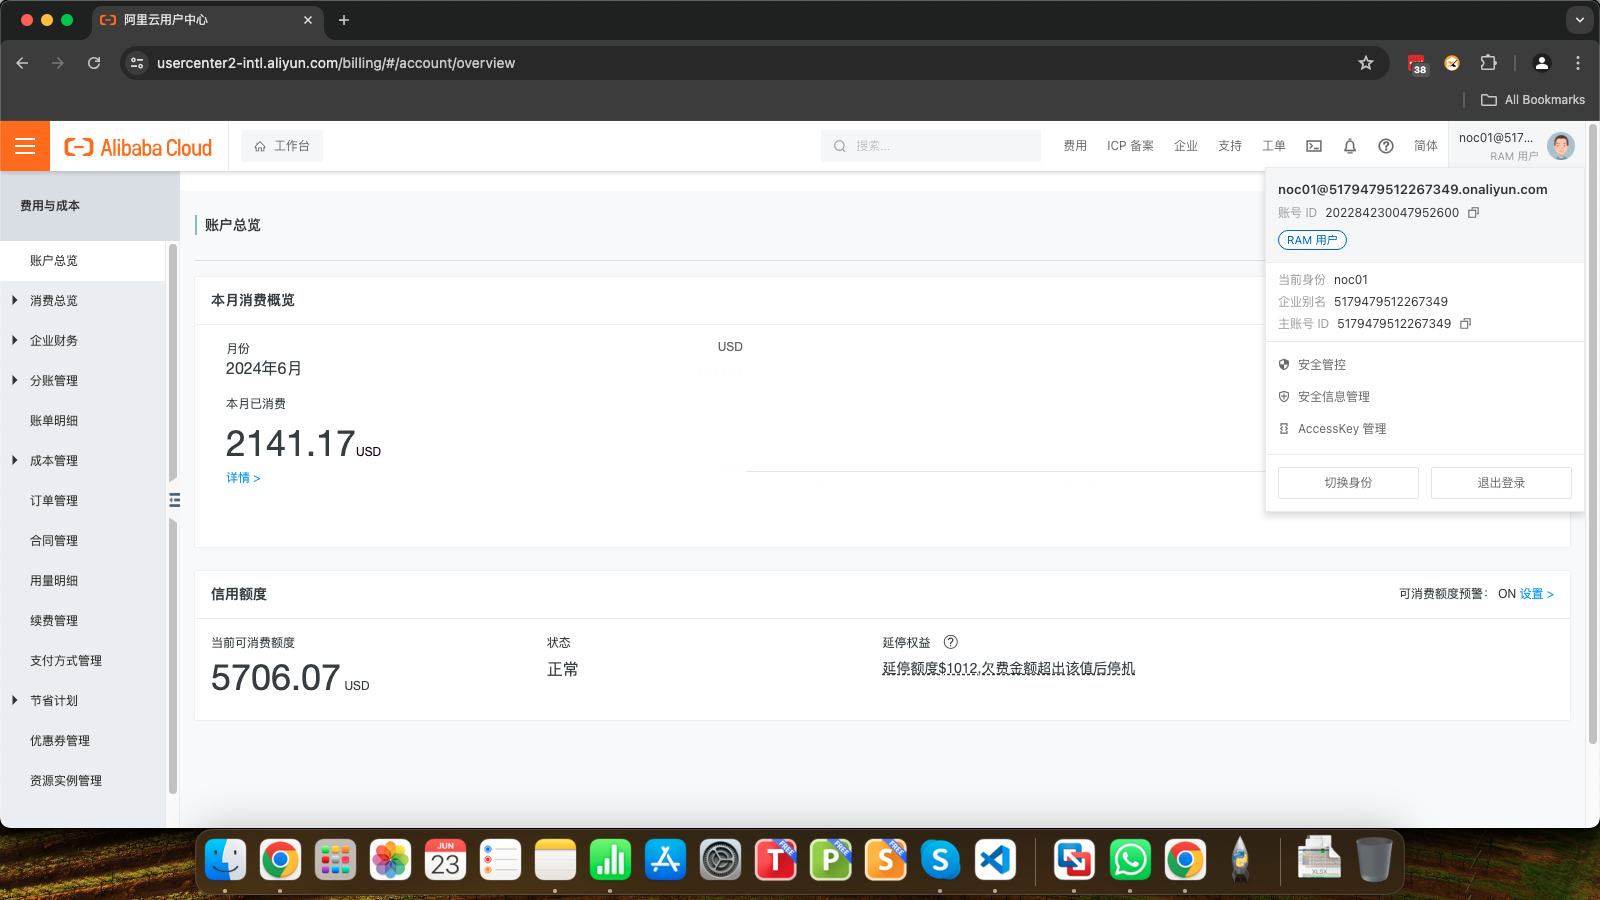 阿里云用户中心
usercenter2-intl.aliyun.com/billing/#/account/overview
38
All Bookmarks
Alibaba Cloud
工作台
搜索...
费用
ICP 备案
企业
支持
工单
简体
noc01@517...
RAM 用户
费用与成本
账户总览
消费总览
企业财务
分账管理
账单明细
成本管理
订单管理
合同管理
用量明细
续费管理
支付方式管理
节省计划
优惠券管理
资源实例管理
账户总览
本月消费概览
月份
2024年6月
本月已消费
2141.17 USD
详情 >
USD
noc01@5179479512267349.onaliyun.com
账号 ID 202284230047952600
RAM 用户
当前身份 noc01
企业别名 5179479512267349
主账号 ID 5179479512267349
安全管控
安全信息管理
AccessKey 管理
切换身份
退出登录
信用额度
可消费额度预警： ON 设置 >
当前可消费额度
5706.07 USD
状态
正常
延停权益
延停额度$1012,欠费金额超出该值后停机
JUN
23
T
FREE
P
FREE
S
FREE
S
XLSX